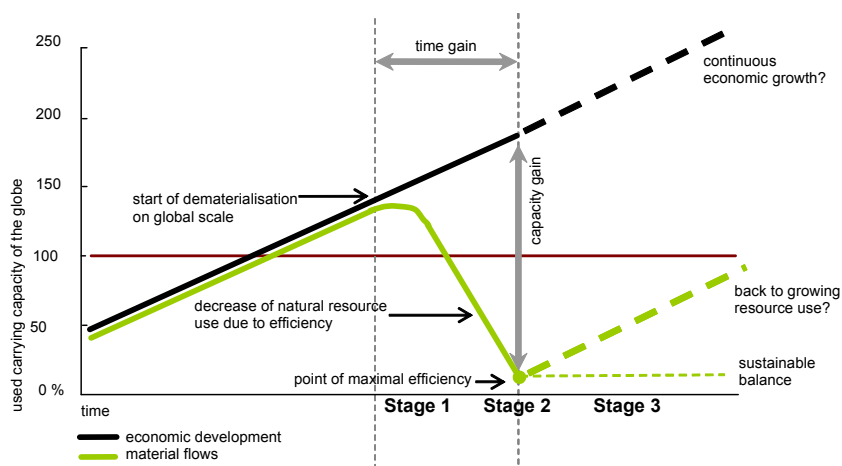 250
time gain
continuous
economic growth?
200
150
start of dematerialisation
on global scale
capacity gain
used carrying capacity of the globe
100
decrease of natural resource
use due to efficiency
back to growing
resource use?
50
point of maximal efficiency
sustainable
balance
0 %
time
Stage 1
Stage 2
Stage 3
economic development
material flows